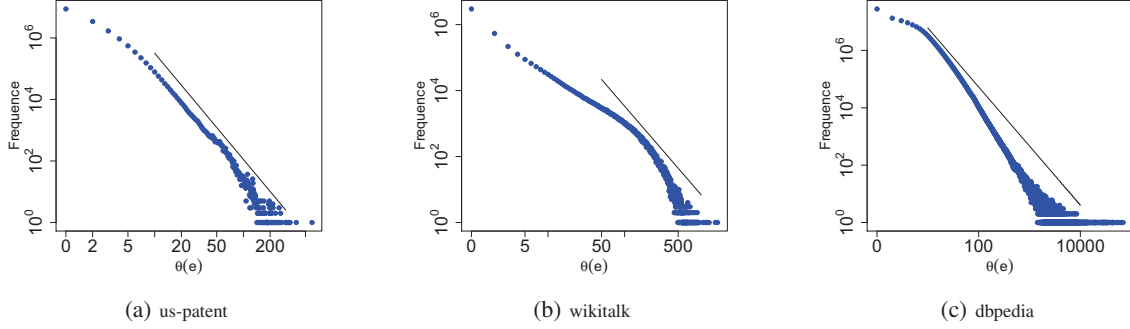 10^6
10^4
10^2
10^0
Frequence
0 2 5 20 50 200
θ(e)
(a) us-patent
10^6
10^4
10^2
10^0
Frequence
0 5 50 500
θ(e)
(b) wikitalk
10^6
10^4
10^2
10^0
Frequence
0 100 10000
θ(e)
(c) dbpedia